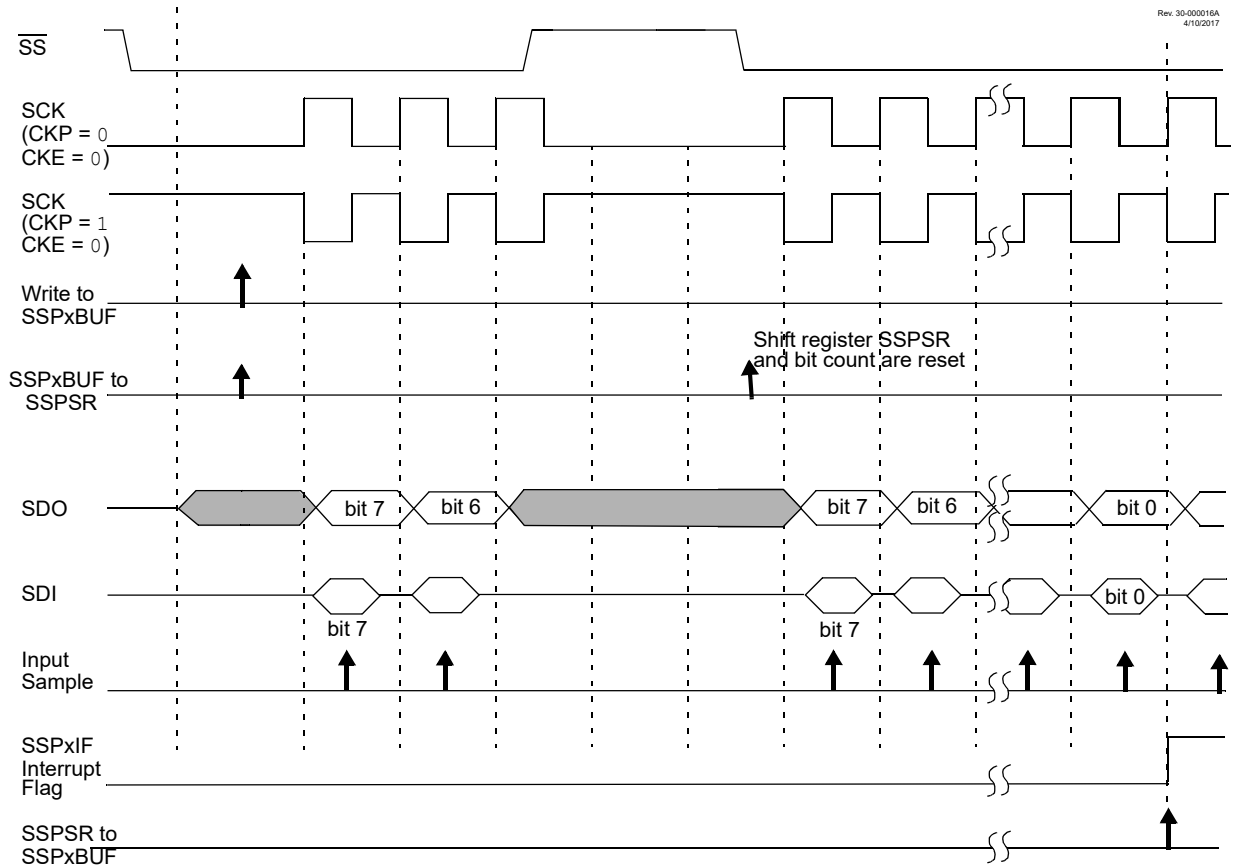 Rev. 30-000016A
4/10/2017
SS
SCK
(CKP = 0
CKE = 0)
SCK
(CKP = 1
CKE = 0)
Write to
SSPxBUF
Shift register SSPSR
and bit count are reset
SSPxBUF to
SSPSR
SDO
bit 7
bit 6
bit 7
bit 6
bit 0
SDI
bit 0
bit 7
bit 7
Input
Sample
SSPxIF
Interrupt
Flag
SSPSR to
SSPxBUF